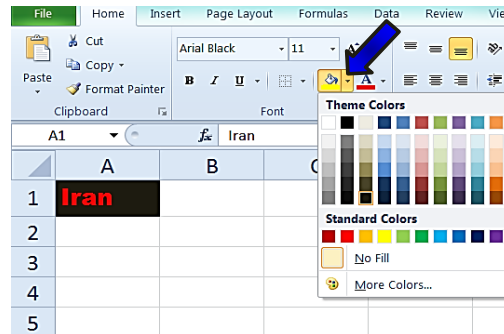 File Home Insert Page Layout Formulas Data Review
Cut
Copy
Format Painter
Paste
Arial Black 11
B I U A
Clipboard Font
A1 fx Iran
A B
1 Iran
2
3
4
5
Theme Colors
Standard Colors
No Fill
More Colors...